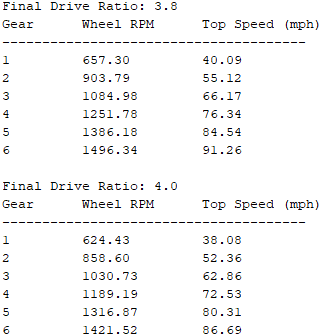 Final Drive Ratio: 3.8
Gear Wheel RPM Top Speed (mph)
--------------------------------------
1 657.30 40.09
2 903.79 55.12
3 1084.98 66.17
4 1251.78 76.34
5 1386.18 84.54
6 1496.34 91.26
Final Drive Ratio: 4.0
Gear Wheel RPM Top Speed (mph)
--------------------------------------
1 624.43 38.08
2 858.60 52.36
3 1030.73 62.86
4 1189.19 72.53
5 1316.87 80.31
6 1421.52 86.69